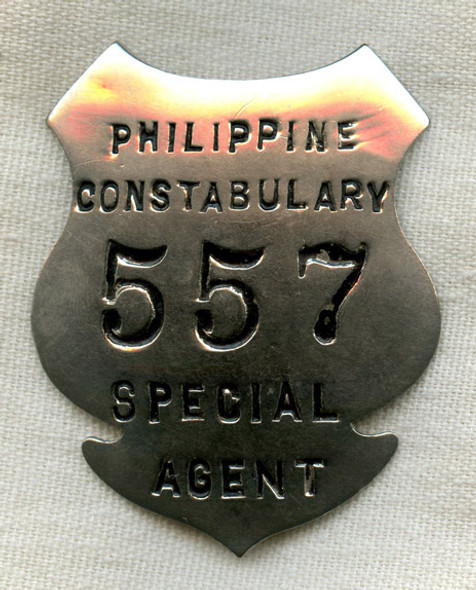 PHILIPPINE
CONSTABULARY
557
SPECIAL
AGENT